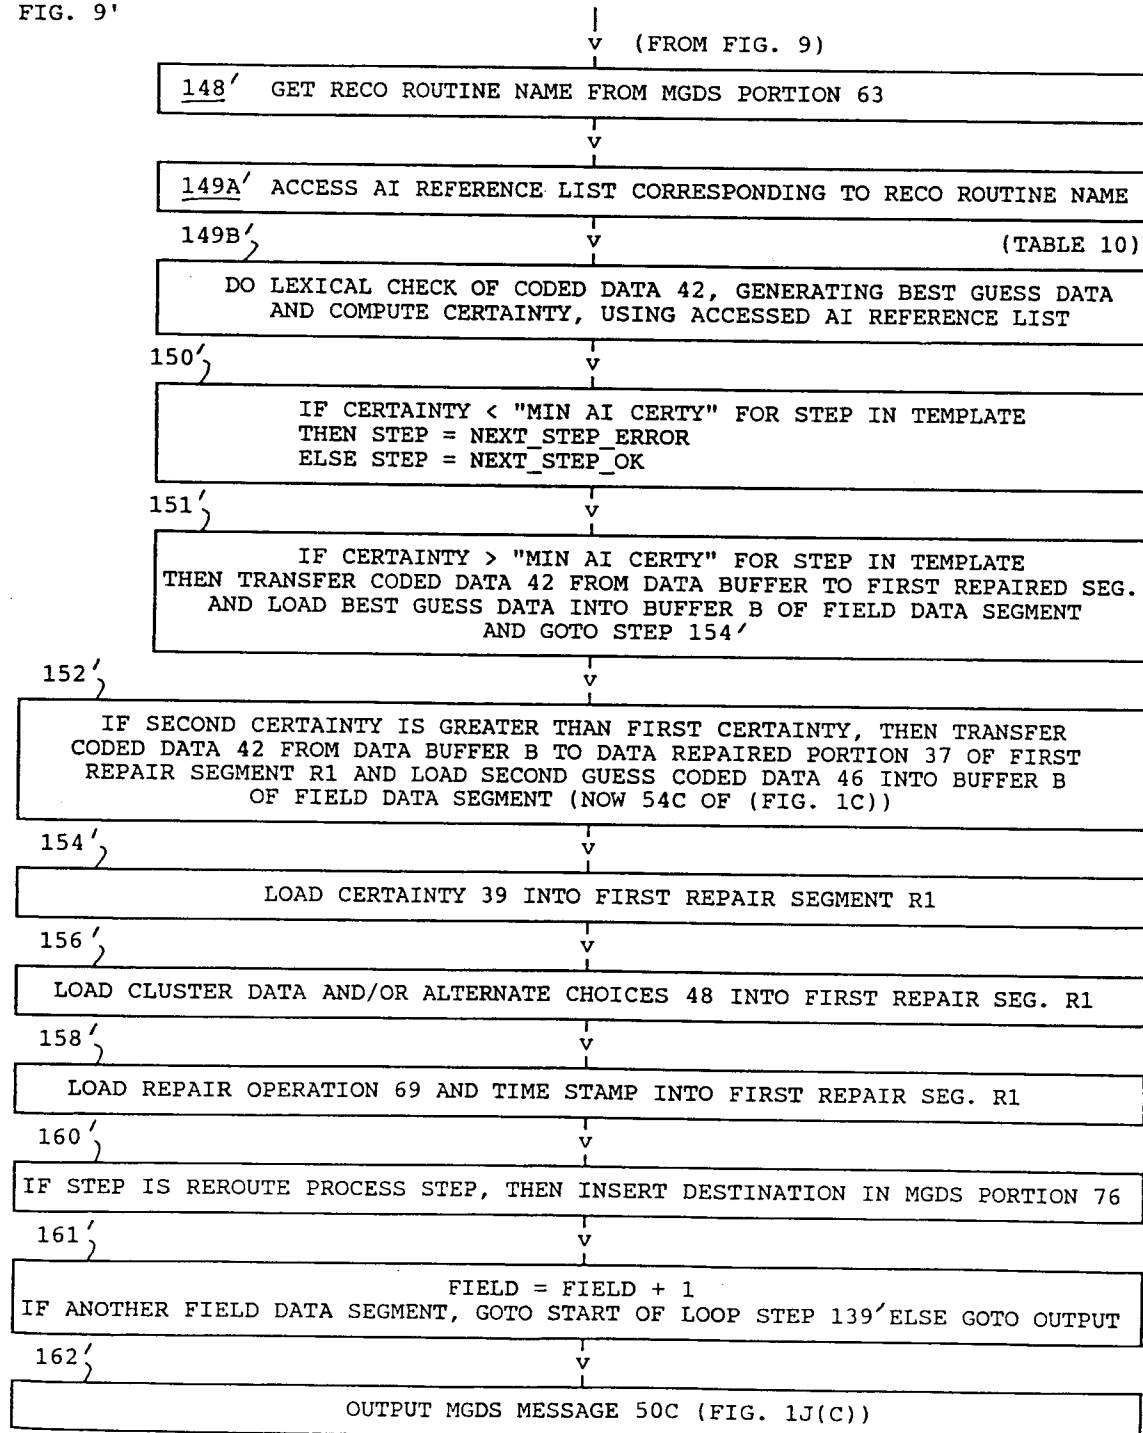 FIG. 9'
V (FROM FIG. 9)
148' GET RECO ROUTINE NAME FROM MGDS PORTION 63
V
149A' ACCESS AI REFERENCE LIST CORRESPONDING TO RECO ROUTINE NAME
149B' V (TABLE 10)
DO LEXICAL CHECK OF CODED DATA 42, GENERATING BEST GUESS DATA
AND COMPUTE CERTAINTY, USING ACCESSED AI REFERENCE LIST
150' V
IF CERTAINTY < "MIN AI CERTY" FOR STEP IN TEMPLATE
THEN STEP = NEXT_STEP_ERROR
ELSE STEP = NEXT_STEP_OK
151' V
IF CERTAINTY > "MIN AI CERTY" FOR STEP IN TEMPLATE
THEN TRANSFER CODED DATA 42 FROM DATA BUFFER TO FIRST REPAIRED SEG.
AND LOAD BEST GUESS DATA INTO BUFFER B OF FIELD DATA SEGMENT
AND GOTO STEP 154'
152' V
IF SECOND CERTAINTY IS GREATER THAN FIRST CERTAINTY, THEN TRANSFER
CODED DATA 42 FROM DATA BUFFER B TO DATA REPAIRED PORTION 37 OF FIRST
REPAIR SEGMENT R1 AND LOAD SECOND GUESS CODED DATA 46 INTO BUFFER B
OF FIELD DATA SEGMENT (NOW 54C OF (FIG. 1C))
154' V
LOAD CERTAINTY 39 INTO FIRST REPAIR SEGMENT R1
156' V
LOAD CLUSTER DATA AND/OR ALTERNATE CHOICES 48 INTO FIRST REPAIR SEG. R1
158' V
LOAD REPAIR OPERATION 69 AND TIME STAMP INTO FIRST REPAIR SEG. R1
160' V
IF STEP IS REROUTE PROCESS STEP, THEN INSERT DESTINATION IN MGDS PORTION 76
161' V
FIELD = FIELD + 1
IF ANOTHER FIELD DATA SEGMENT, GOTO START OF LOOP STEP 139' ELSE GOTO OUTPUT
162' V
OUTPUT MGDS MESSAGE 50C (FIG. 1J(C))